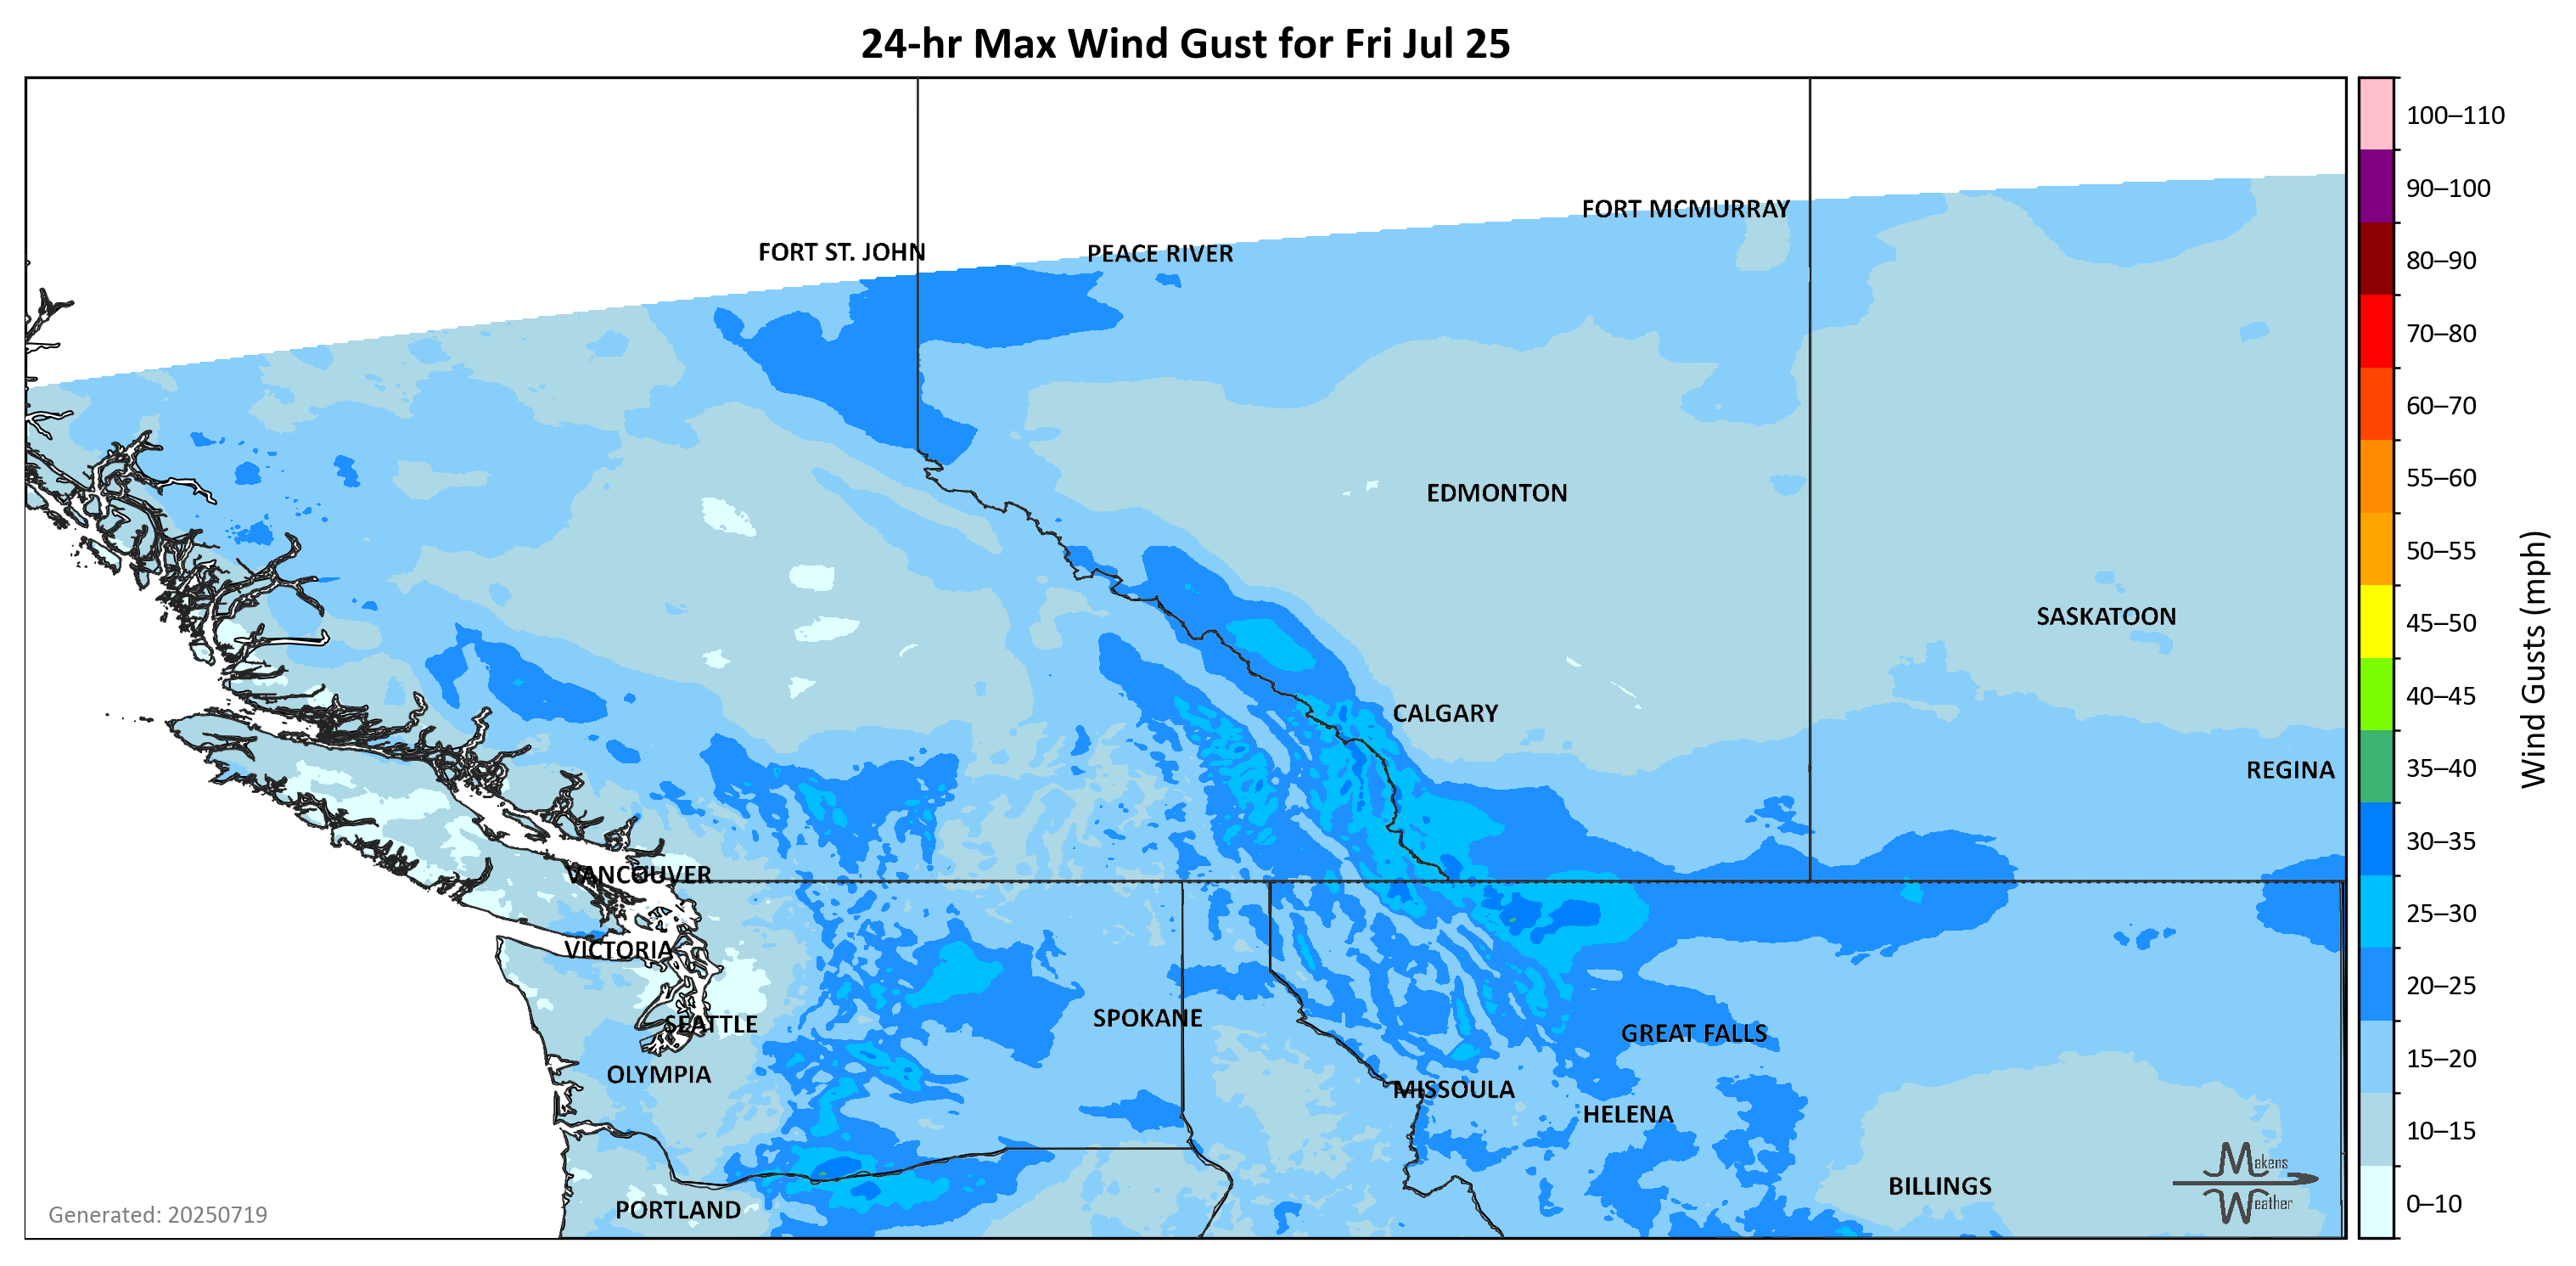 24-hr Max Wind Gust for Fri Jul 25
100–110
90–100
80–90
70–80
60–70
55–60
50–55
45–50
40–45
35–40
30–35
25–30
20–25
15–20
10–15
0–10
Wind Gusts (mph)
FORT MCMURRAY
FORT ST. JOHN
PEACE RIVER
EDMONTON
SASKATOON
CALGARY
REGINA
VANCOUVER
VICTORIA
SEATTLE
SPOKANE
GREAT FALLS
OLYMPIA
MISSOULA
HELENA
BILLINGS
PORTLAND
Makens
Weather
Generated: 20250719